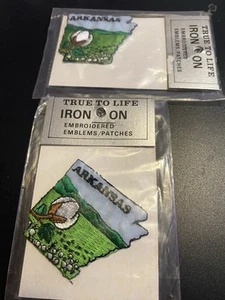 ARKANSAS
TRUE TO LIFE
IRON ON
EMBROIDERED
EMBLEMS/PATCHES
TRUE TO LIFE
IRON ON
EMBROIDERED
EMBLEMS/PATCHES
ARKANSAS